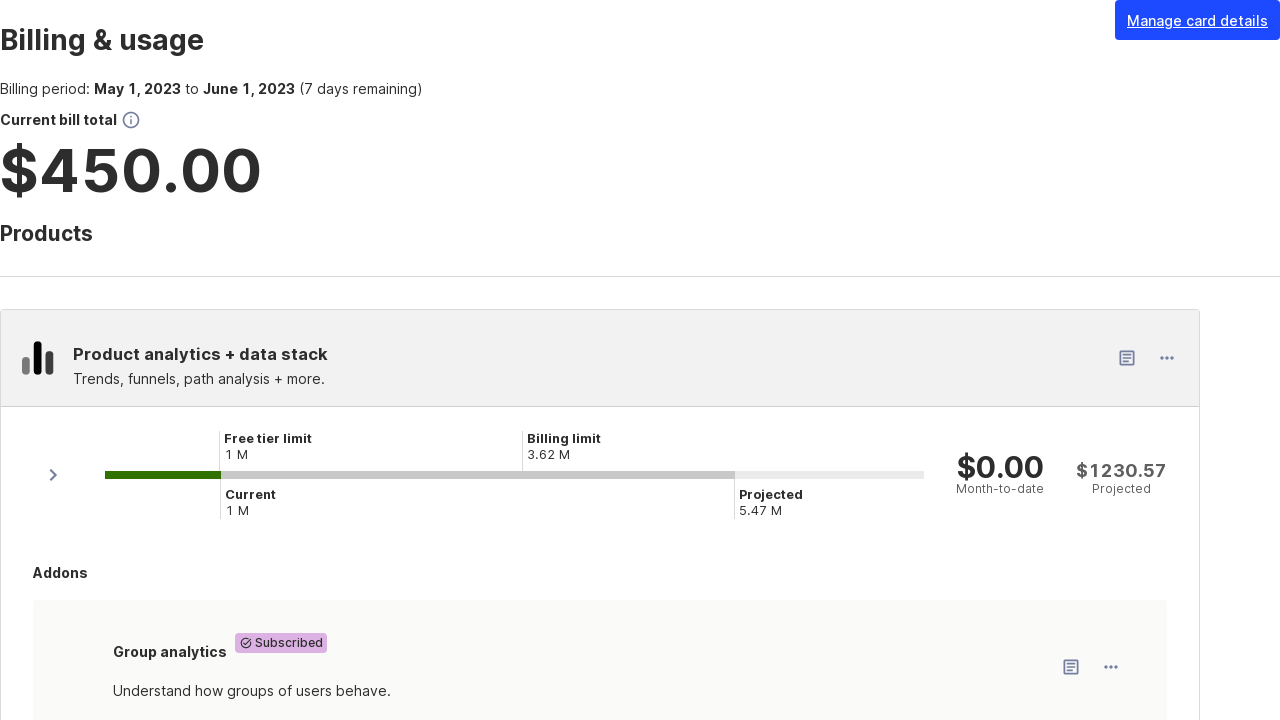 Manage card details
Billing & usage
Billing period: May 1, 2023 to June 1, 2023 (7 days remaining)
Current bill total
$450.00
Products
Product analytics + data stack
Trends, funnels, path analysis + more.
Free tier limit
1 M
Billing limit
3.62 M
Current
1 M
Projected
5.47 M
$0.00
Month-to-date
$1230.57
Projected
Addons
Group analytics
Subscribed
Understand how groups of users behave.